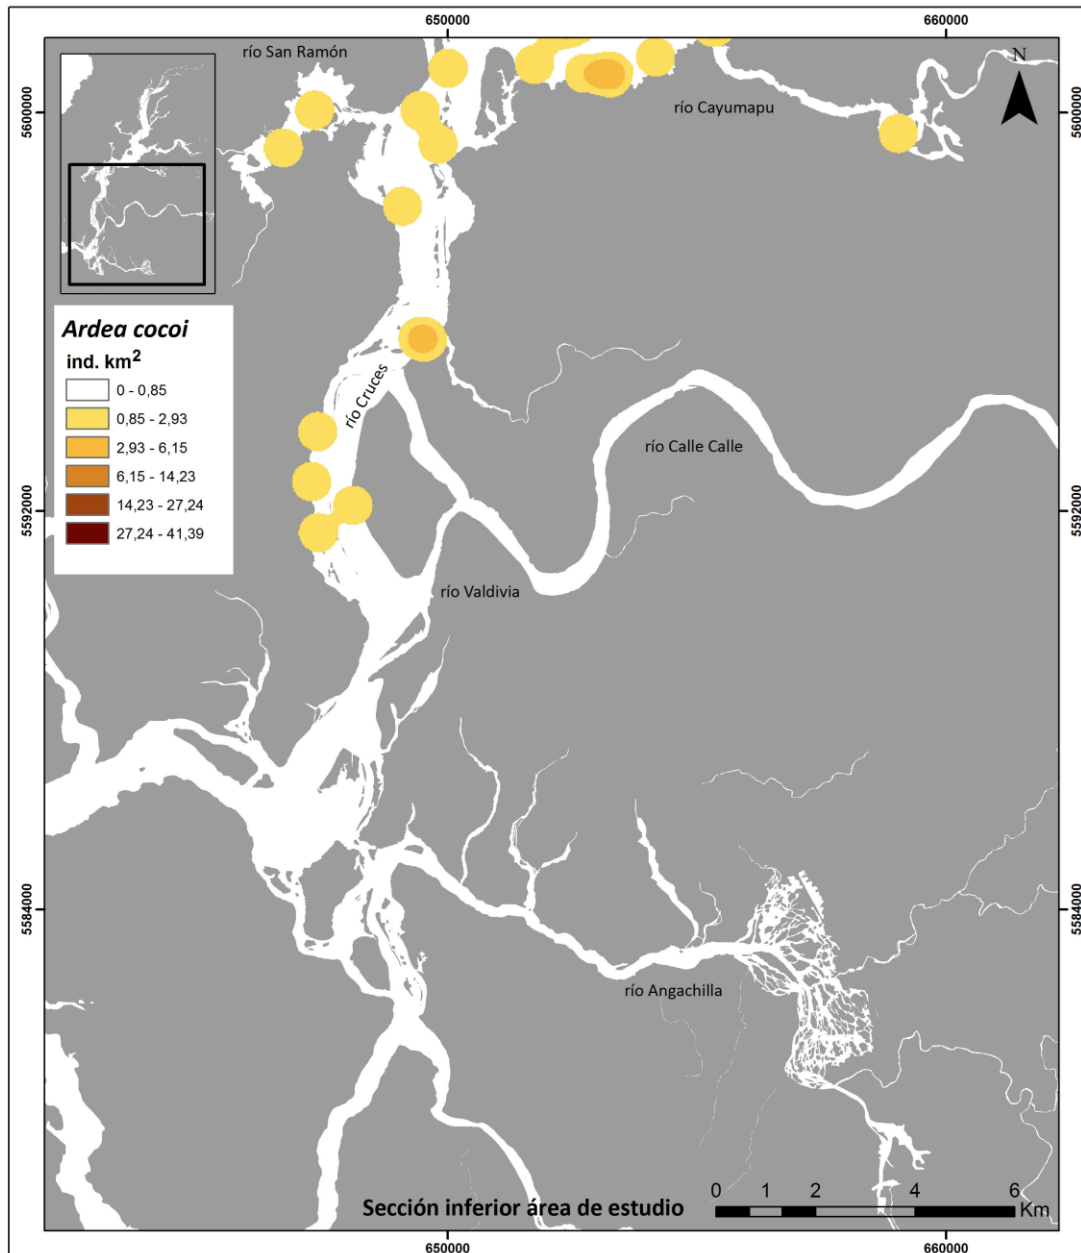 650000
660000
río San Ramón
N
río Cayumapu
5600000
5600000
Ardea cocoi
ind. km²
0 - 0,85
0,85 - 2,93
2,93 - 6,15
6,15 - 14,23
14,23 - 27,24
27,24 - 41,39
río Cruces
río Calle Calle
5592000
5592000
río Valdivia
5584000
5584000
río Angachilla
Sección inferior área de estudio
0 1 2 4 6
Km
650000
660000